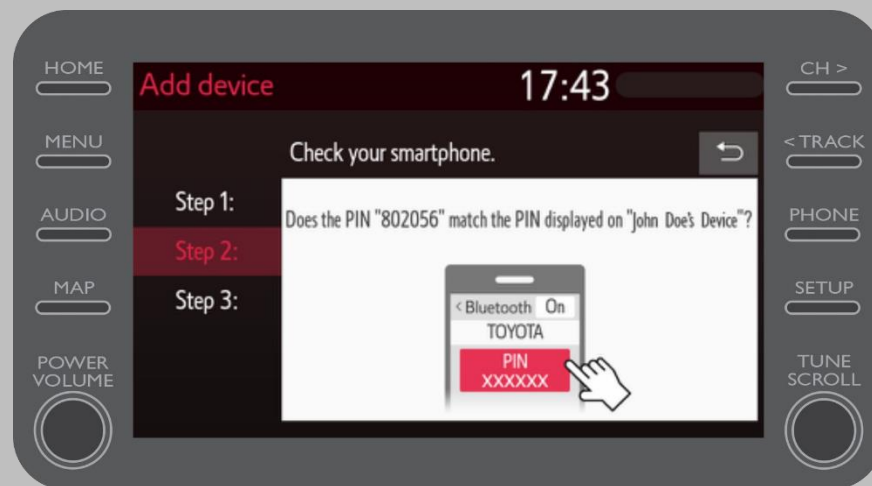 HOME
MENU
AUDIO
MAP
POWER
VOLUME
Add device
17:43
Check your smartphone.
Step 1:
Step 2:
Step 3:
Does the PIN "802056" match the PIN displayed on "John Doe's Device"?
< Bluetooth On
TOYOTA
PIN
XXXXXX
CH >
< TRACK
PHONE
SETUP
TUNE
SCROLL